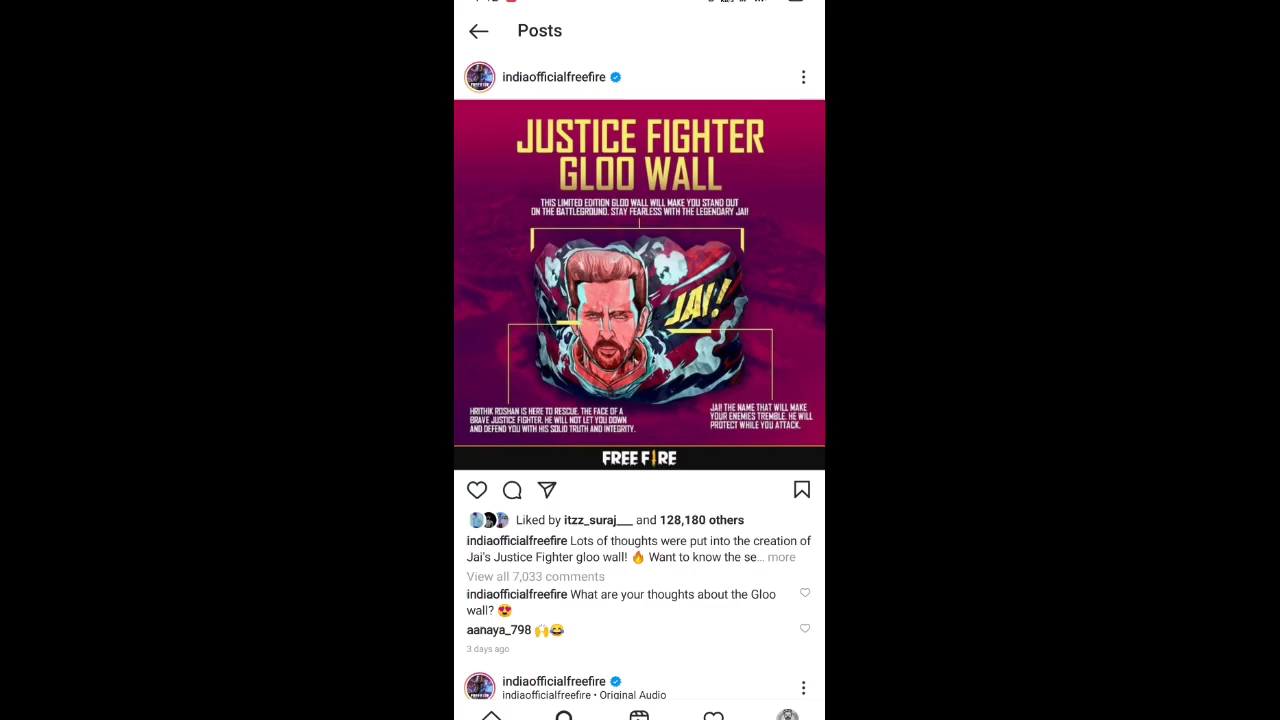 Posts
indiaofficialfreefire
JUSTICE FIGHTER
GLOO WALL
THIS LIMITED EDITION GLOO WALL WILL MAKE YOU STAND OUT
ON THE BATTLEGROUND. STAY FEARLESS WITH THE LEGENDARY JAI!
JAI!
HRITHIK ROSHAN IS HERE TO RESCUE. THE FACE OF A
BRAVE JUSTICE FIGHTER. HE WILL NOT LET YOU DOWN
AND DEFEND YOU WITH HIS SOLID TRUTH AND INTEGRITY.
JAI! THE NAME THAT WILL MAKE
YOUR ENEMIES TREMBLE. HE WILL
PROTECT WHILE YOU ATTACK.
FREE FIRE
Liked by itzz_suraj___ and 128,180 others
indiaofficialfreefire Lots of thoughts were put into the creation of
Jai's Justice Fighter gloo wall! 🔥 Want to know the se... more
View all 7,033 comments
indiaofficialfreefire What are your thoughts about the Gloo
wall? 😍
aanaya_798 🙌😂
3 days ago
indiaofficialfreefire
indiaofficialfreefire • Original Audio